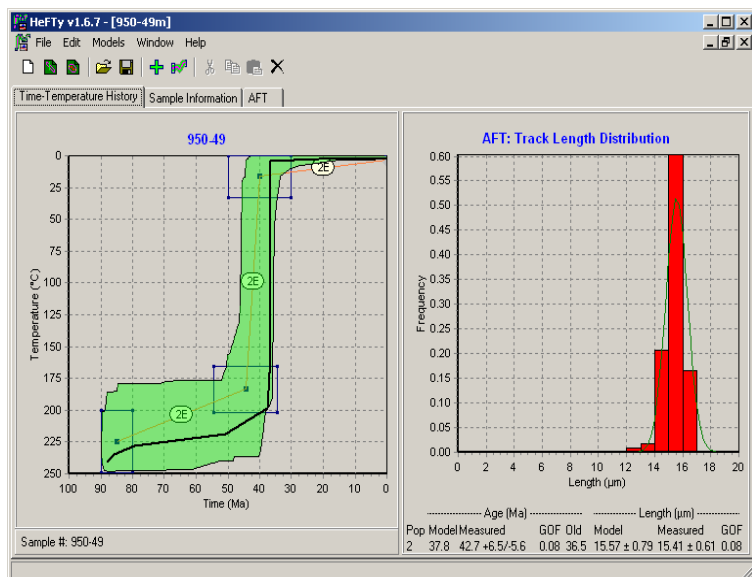 HeFTy v1.6.7 - [950-49m]
File Edit Models Window Help
Time-Temperature History Sample Information AFT
950-49
0
25
50
75
100
125
150
175
200
225
250
Temperature (°C)
2E
2E
2E
100 90 80 70 60 50 40 30 20 10 0
Time (Ma)
Sample #: 950-49
AFT: Track Length Distribution
0.60
0.55
0.50
0.45
0.40
0.35
0.30
0.25
0.20
0.15
0.10
0.05
0.00
Frequency
0 2 4 6 8 10 12 14 16 18 20
Length (µm)
Age (Ma) Length (µm)
Pop Model Measured GOF Old Model Measured GOF
2 37.8 42.7 +6.5/-5.6 0.08 36.5 15.57 ± 0.79 15.41 ± 0.61 0.08